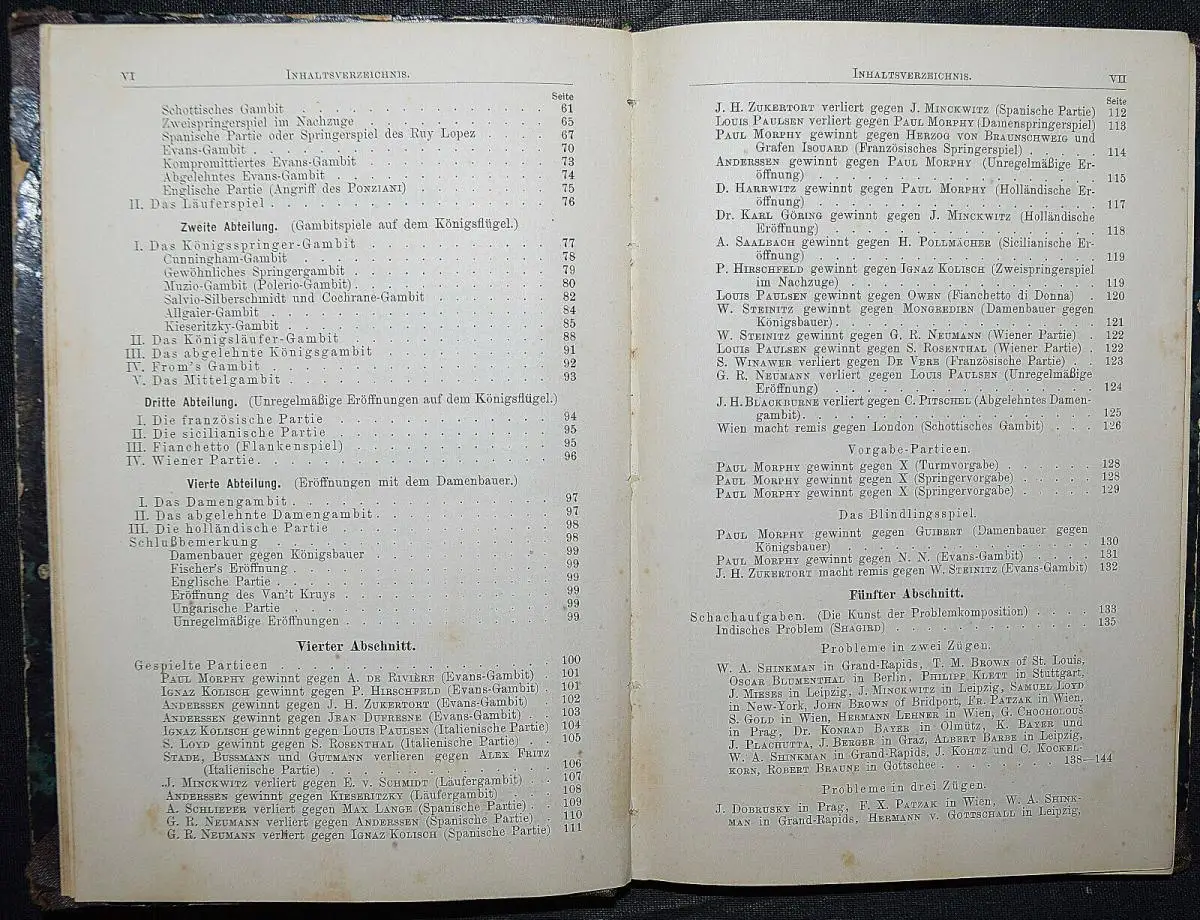 VI
INHALTSVERZEICHNIS.
Seite
Schottisches Gambit 61
Zweispringerspiel im Nachzuge 65
Spanische Partie oder Springerspiel des Ruy Lopez 67
Evans-Gambit 70
Kompromittiertes Evans-Gambit 73
Abgelehntes Evans-Gambit 74
Englische Partie (Angriff des PONZIANI) 75
II. Das Läuferspiel 76
Zweite Abteilung. (Gambitspiele auf dem Königsflügel.)
I. Das Königsspringer-Gambit 77
Cunningham-Gambit 78
Gewöhnliches Springergambit 79
Muzio-Gambit (Polerio-Gambit) 80
Salvio-Silberschmidt und Cochrane-Gambit 82
Allgaier-Gambit 84
Kieseritzky-Gambit 85
II. Das Königsläufer-Gambit 88
III. Das abgelehnte Königsgambit 91
IV. From's Gambit 92
V. Das Mittelgambit 93
Dritte Abteilung. (Unregelmäßige Eröffnungen auf dem Königsflügel.)
I. Die französische Partie 94
II. Die sicilianische Partie 95
III. Fianchetto (Flankenspiel) 95
IV. Wiener Partie. 96
Vierte Abteilung. (Eröffnungen mit dem Damenbauer.)
I. Das Damengambit 97
II. Das abgelehnte Damengambit. 97
III. Die holländische Partie 98
Schlußbemerkung 98
Damenbauer gegen Königsbauer 99
Fischer's Eröffnung 99
Englische Partie 99
Eröffnung des Van't Kruys 99
Ungarische Partie 99
Unregelmäßige Eröffnungen 99
Vierter Abschnitt.
Gespielte Partieen 100
PAUL MORPHY gewinnt gegen A. DE RIVIÈRE (Evans-Gambit) 101
IGNAZ KOLISCH gewinnt gegen P. HIRSCHFELD (Evans-Gambit) 101
ANDERSSEN gewinnt gegen J. H. ZUKERTORT (Evans-Gambit) 102
ANDERSSEN gewinnt gegen JEAN DUFRESNE (Evans-Gambit) 103
IGNAZ KOLISCH gewinnt gegen LOUIS PAULSEN (Italienische Partie) 104
S. LOYD gewinnt gegen S. ROSENTHAL (Italienische Partie) 105
STADE, BUSSMANN und GUTMANN verlieren gegen ALEX FRITZ
(Italienische Partie) 106
J. MINCKWITZ verliert gegen E. V. SCHMIDT (Läufergambit) 107
ANDERSSEN gewinnt gegen KIESERITZKY (Läufergambit) 108
A. SCHLIEPER verliert gegen MAX LANGE (Spanische Partie) 109
G. R. NEUMANN verliert gegen ANDERSSEN (Spanische Partie) 110
G. R. NEUMANN verliert gegen IGNAZ KOLISCH (Spanische Partie) 111
INHALTSVERZEICHNIS.
VII
Seite
J. H. ZUKERTORT verliert gegen J. MINCKWITZ (Spanische Partie) 112
LOUIS PAULSEN verliert gegen PAUL MORPHY (Damenspringerspiel) 113
PAUL MORPHY gewinnt gegen HERZOG VON BRAUNSCHWEIG und
Grafen ISOUARD (Französisches Springerspiel) 114
ANDERSSEN gewinnt gegen PAUL MORPHY (Unregelmäßige Er-
öffnung) 115
D. HARRWITZ gewinnt gegen PAUL MORPHY (Holländische Er-
öffnung) 117
Dr. KARL GÖRING gewinnt gegen J. MINCKWITZ (Holländische
Eröffnung) 118
A. SAALBACH gewinnt gegen H. POLLMÄCHER (Sicilianische Er-
öffnung) 119
P. HIRSCHFELD gewinnt gegen IGNAZ KOLISCH (Zweispringerspiel
im Nachzuge) 119
LOUIS PAULSEN gewinnt gegen OWEN (Fianchetto di Donna) 120
W. STEINITZ gewinnt gegen MONGREDIEN (Damenbauer gegen
Königsbauer). 121
W. STEINITZ gewinnt gegen G. R. NEUMANN (Wiener Partie) 122
LOUIS PAULSEN gewinnt gegen S. ROSENTHAL (Wiener Partie) 122
S. WINAWER verliert gegen DE VERE (Französische Partie) 123
G. R. NEUMANN verliert gegen LOUIS PAULSEN (Unregelmäßige
Eröffnung) 124
J. H. BLACKBURNE verliert gegen C. PITSCHEL (Abgelehntes Damen-
gambit). 125
Wien macht remis gegen London (Schottisches Gambit) 126
Vorgabe-Partieen.
PAUL MORPHY gewinnt gegen X (Turmvorgabe) 128
PAUL MORPHY gewinnt gegen X (Springervorgabe) 128
PAUL MORPHY gewinnt gegen X (Springervorgabe) 129
Das Blindlingsspiel.
PAUL MORPHY gewinnt gegen GUIBERT (Damenbauer gegen
Königsbauer) 130
PAUL MORPHY gewinnt gegen N. N. (Evans-Gambit) 131
J. H. ZUKERTORT macht remis gegen W. STEINITZ (Evans-Gambit) 132
Fünfter Abschnitt.
Schachaufgaben. (Die Kunst der Problemkomposition) 133
Indisches Problem (SHAGIRD) 135
Probleme in zwei Zügen.
W. A. SHINKMAN in Grand-Rapids, T. M. BROWN of St. Louis,
OSCAR BLUMENTHAL in Berlin, PHILIPP KLETT in Stuttgart,
J. MIESES in Leipzig, J. MINCKWITZ in Leipzig, SAMUEL LOYD
in New-York, JOHN BROWN of Bridport, FR. PATZAK in Wien,
S. GOLD in Wien, HERMANN LEHNER in Wien, G. CHOCHOLOUS
in Prag, Dr. KONRAD BAYER in Olmütz, K. BAYER und
J. PLACHUTTA, J. BERGER in Graz, ALBERT BARBE in Leipzig,
W. A. SHINKMAN in Grand-Rapids, J. KOHTZ und C. KOCKEL-
KORN, ROBERT BRAUNE in Gottschee 138—144
Probleme in drei Zügen.
J. DOBRUSKY in Prag, F. X. PATZAK in Wien, W. A. SHINK-
MAN in Grand-Rapids, HERMANN V. GOTTSCHALL in Leipzig,